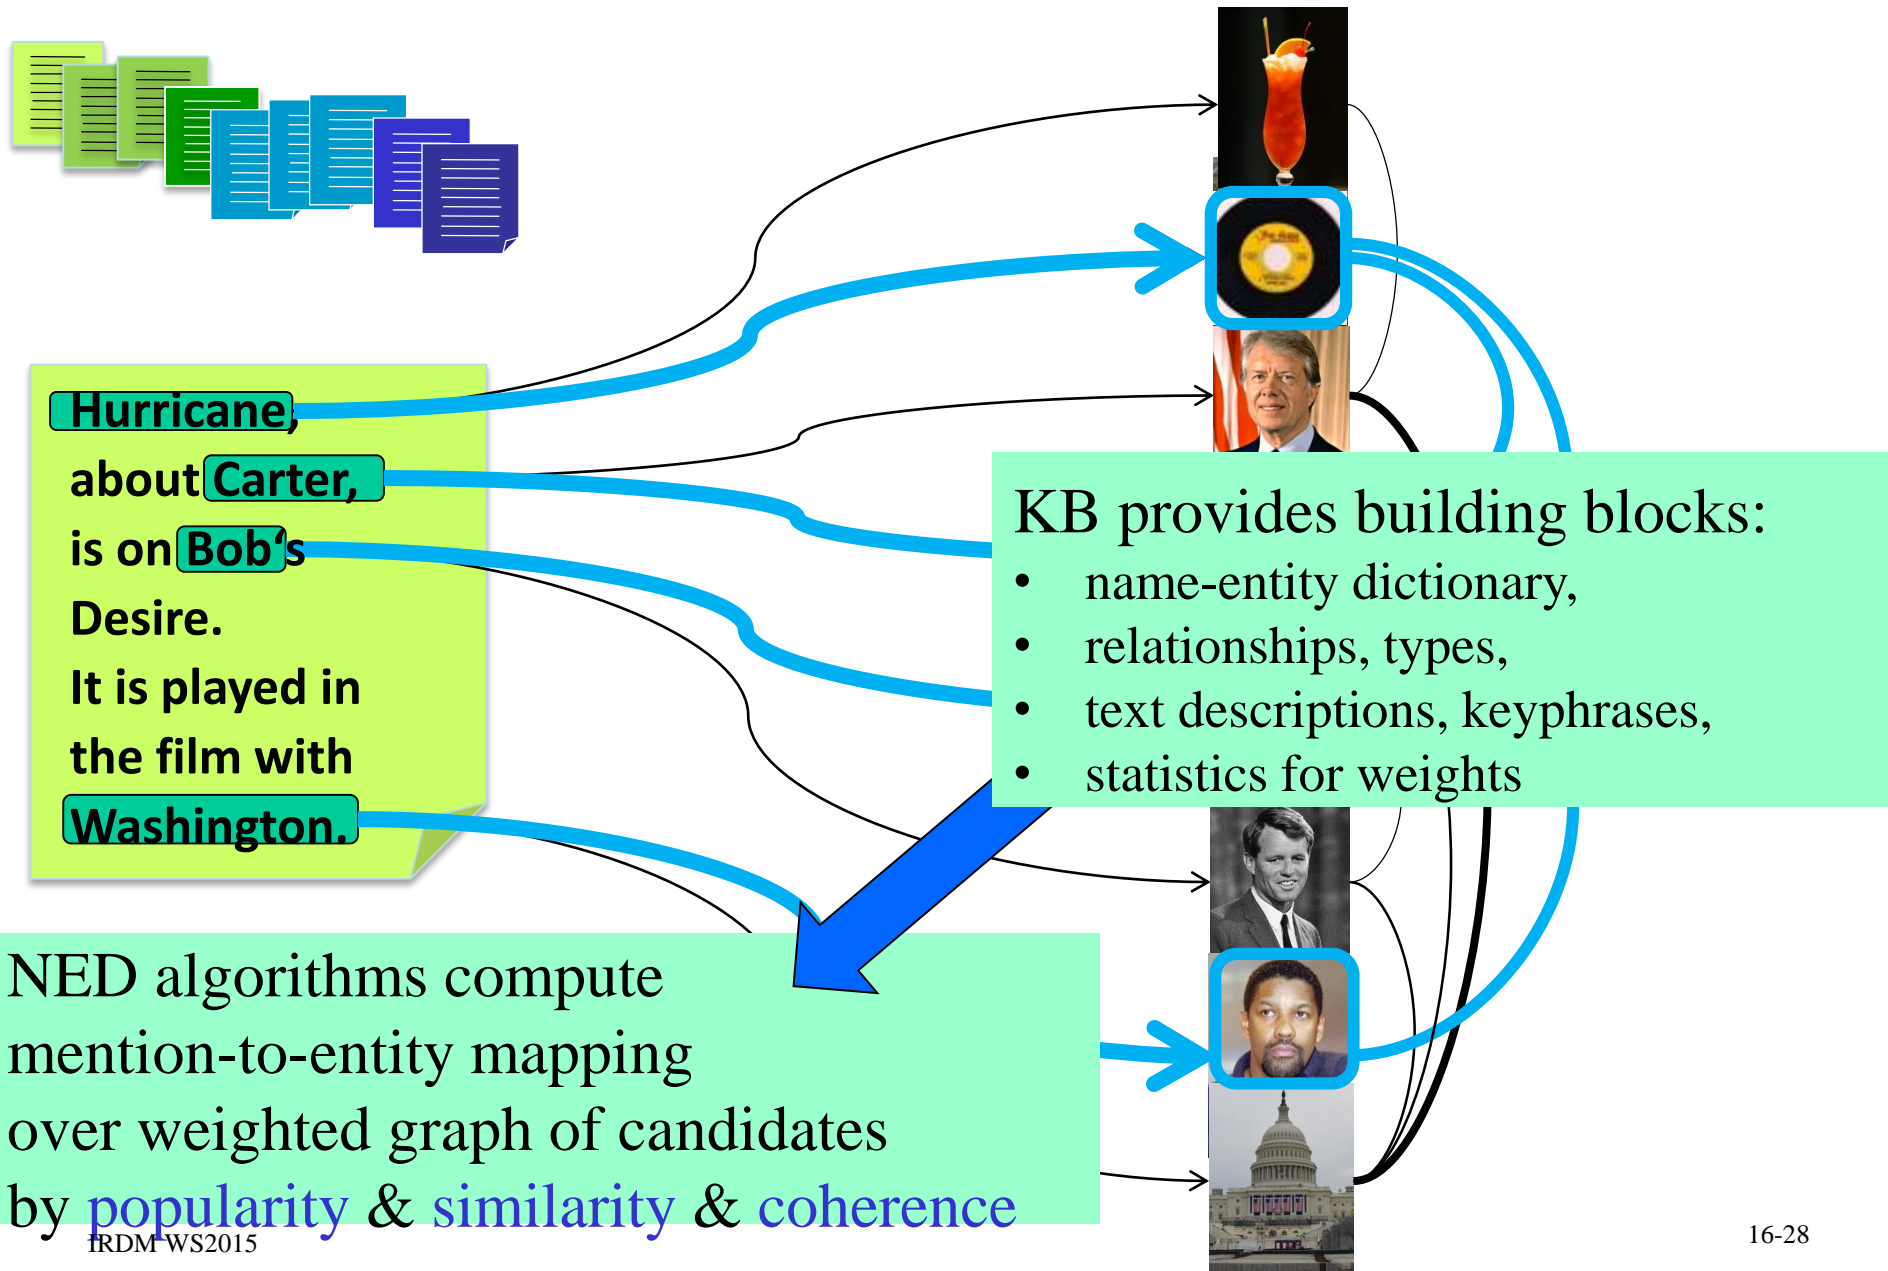 Hurricane,
about Carter,
is on Bob‘s
Desire.
It is played in
the film with
Washington.
KB provides building blocks:
• name-entity dictionary,
• relationships, types,
• text descriptions, keyphrases,
• statistics for weights
NED algorithms compute
mention-to-entity mapping
over weighted graph of candidates
by popularity & similarity & coherence
IRDM WS2015
16-28